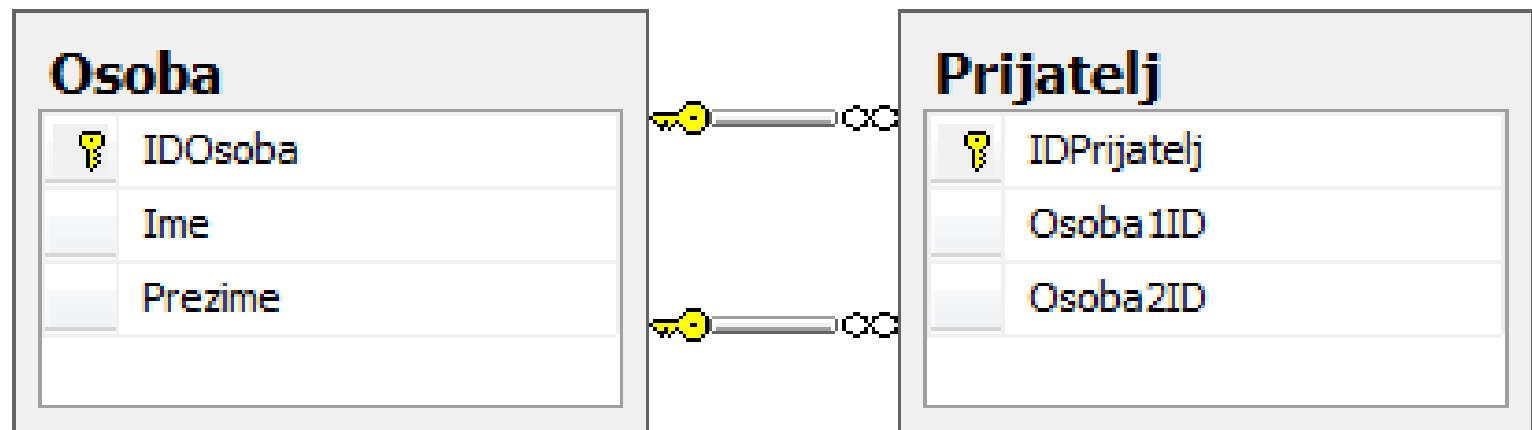 Osoba
IDOsoba
Ime
Prezime
Prijatelj
IDPrijatelj
Osoba1ID
Osoba2ID